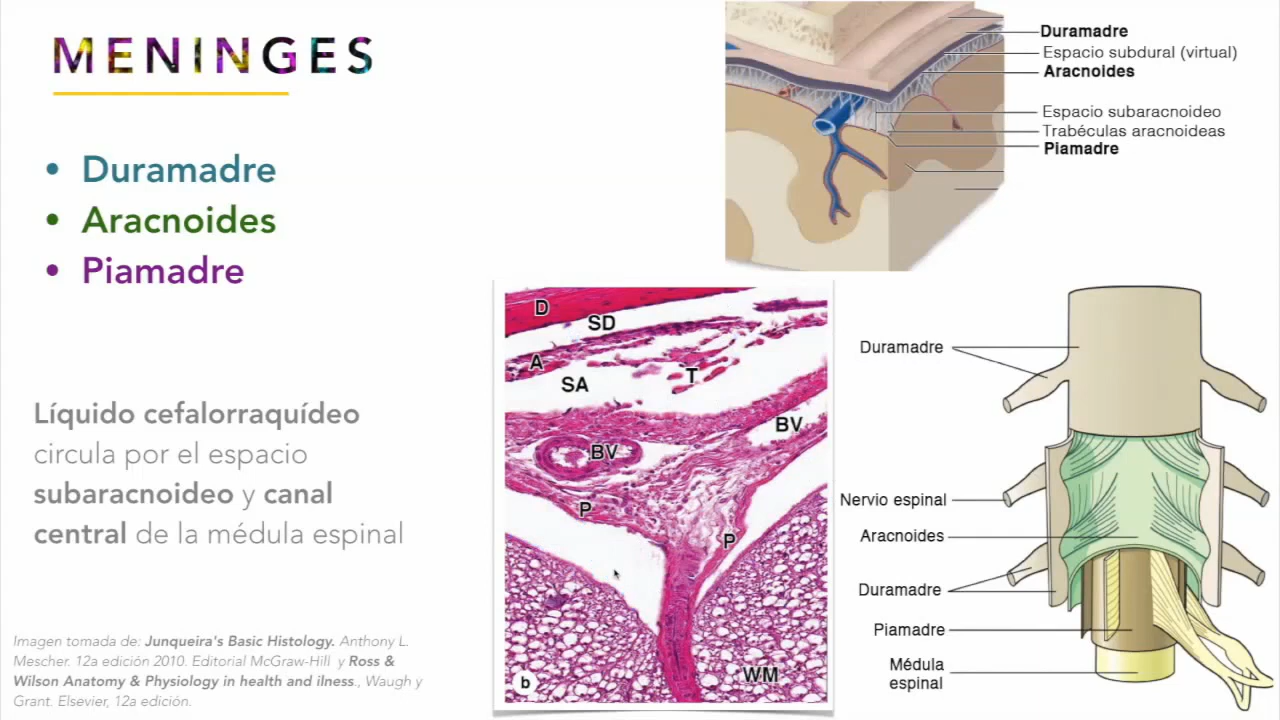 MENINGES
• Duramadre
• Aracnoides
• Piamadre
Líquido cefalorraquídeo
circula por el espacio
subaracnoideo y canal
central de la médula espinal
Imagen tomada de: Junqueira's Basic Histology. Anthony L.
Mescher. 12a edición 2010. Editorial McGraw-Hill y Ross &
Wilson Anatomy & Physiology in health and ilness., Waugh y
Grant. Elsevier, 12a edición.
Duramadre
Espacio subdural (virtual)
Aracnoides
Espacio subaracnoideo
Trabéculas aracnoideas
Piamadre
D
SD
A
T
SA
BV
BV
P
P
WM
b
Duramadre
Nervio espinal
Aracnoides
Duramadre
Piamadre
Médula
espinal